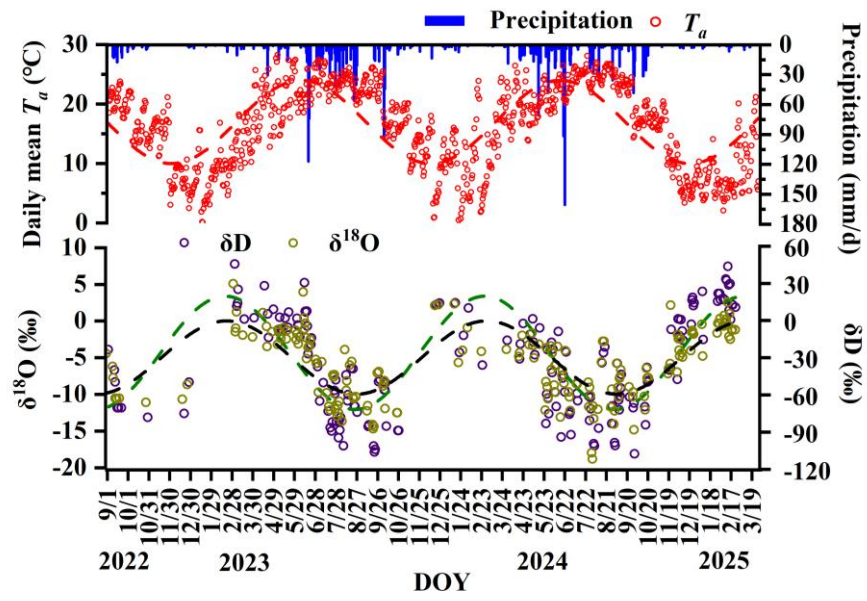 Precipitation Tₐ
Daily mean Tₐ (°C)
30
20
10
0
Precipitation (mm/d)
0
30
60
90
120
150
180
δD δ¹⁸O
δ¹⁸O (‰)
10
5
0
-5
-10
-15
-20
δD (‰)
60
30
0
-30
-60
-90
-120
9/1 10/1 10/31 11/30 12/30 1/29 2/28 3/30 4/29 5/29 6/28 7/28 8/27 9/26 10/26 11/25 12/25 1/24 2/23 3/24 4/23 5/23 6/22 7/22 8/21 9/20 10/20 11/19 12/19 1/18 2/17 3/19
2022 2023 2024 2025
DOY